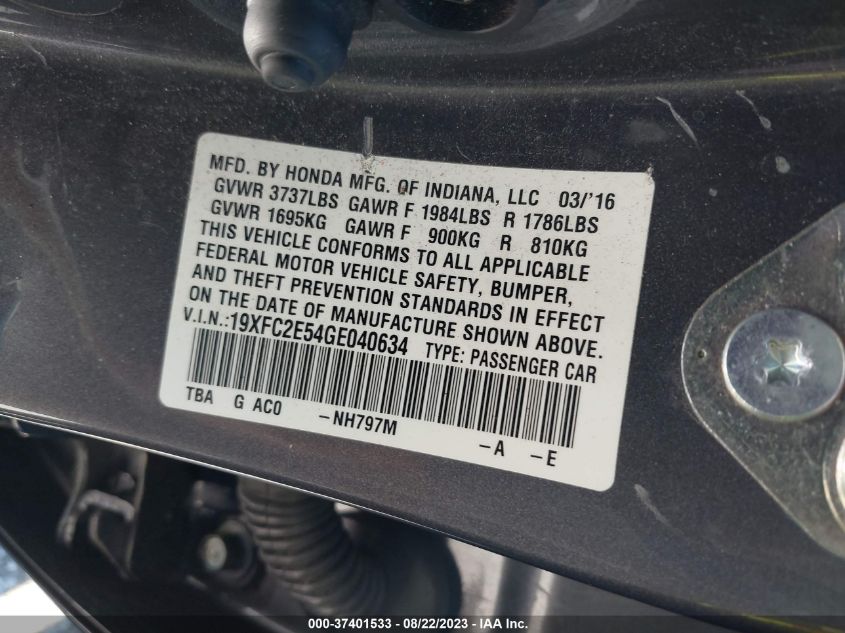 MFD. BY HONDA MFG. OF INDIANA, LLC 03/'16
GVWR 3737LBS GAWR F 1984LBS R 1786LBS
GVWR 1695KG GAWR F 900KG R 810KG
THIS VEHICLE CONFORMS TO ALL APPLICABLE
FEDERAL MOTOR VEHICLE SAFETY, BUMPER,
AND THEFT PREVENTION STANDARDS IN EFFECT
ON THE DATE OF MANUFACTURE SHOWN ABOVE.
V.I.N.:19XFC2E54GE040634 TYPE: PASSENGER CAR
TBA G AC0 -NH797M -A -E
000-37401533 - 08/22/2023 - IAA Inc.